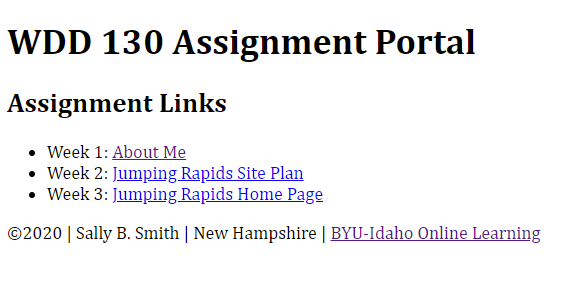 WDD 130 Assignment Portal
Assignment Links
• Week 1: About Me
• Week 2: Jumping Rapids Site Plan
• Week 3: Jumping Rapids Home Page
©2020 | Sally B. Smith | New Hampshire | BYU-Idaho Online Learning